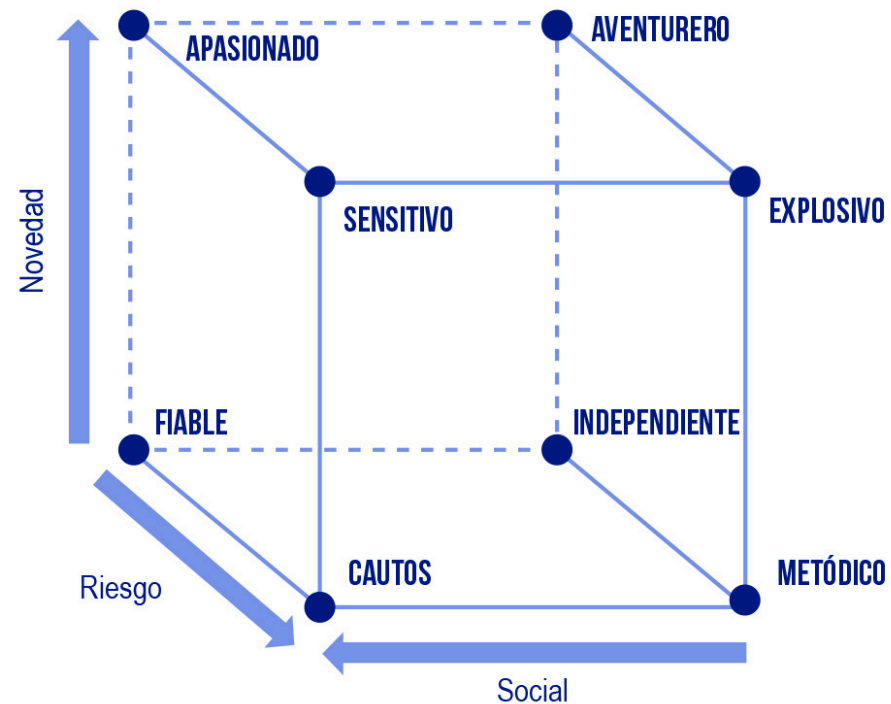 AVENTURERO
APASIONADO
EXPLOSIVO
SENSITIVO
Novedad
FIABLE
INDEPENDIENTE
CAUTOS
METÓDICO
Riesgo
Social